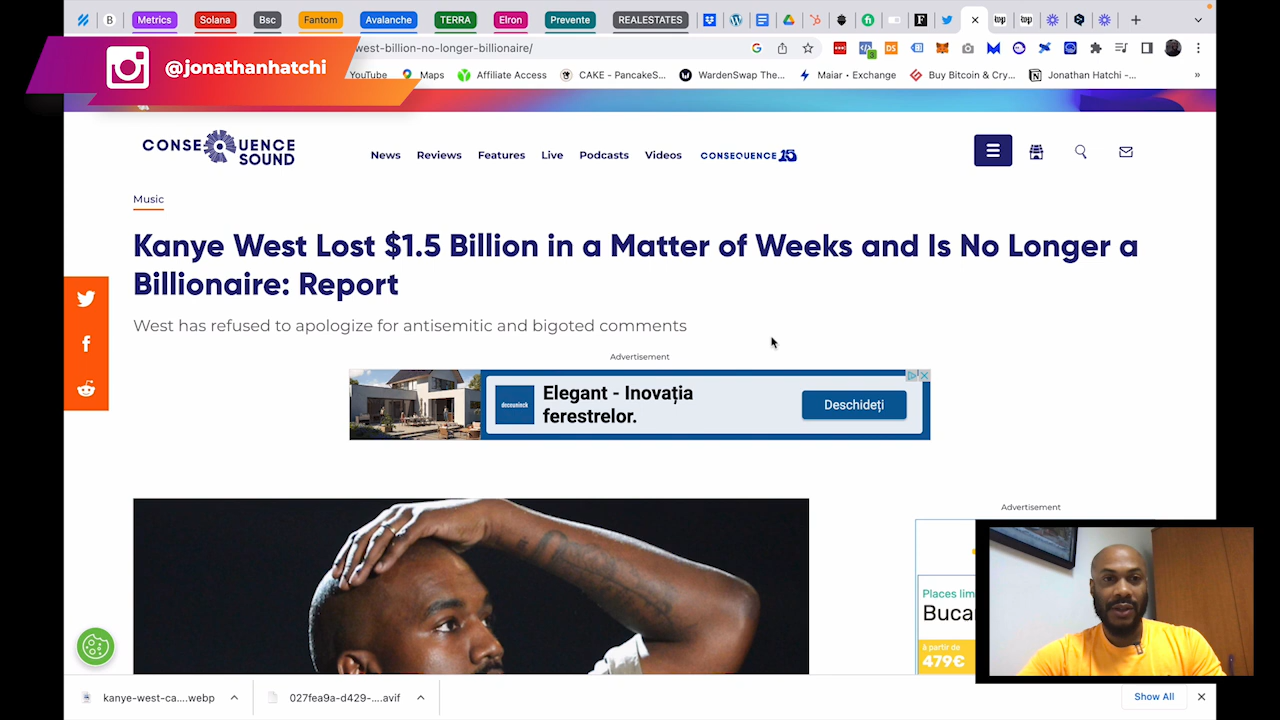 Metrics
Solana
Bsc
Fantom
Avalanche
TERRA
Elron
Prevente
REALESTATES
@jonathanhatchi
west-billion-no-longer-billionaire/
YouTube
Maps
Affiliate Access
CAKE - PancakeS...
WardenSwap The...
Maiar • Exchange
Buy Bitcoin & Cry...
Jonathan Hatchi -...
CONSEQUENCE
SOUND
News
Reviews
Features
Live
Podcasts
Videos
CONSEQUENCE 15
Music
Kanye West Lost $1.5 Billion in a Matter of Weeks and Is No Longer a
Billionaire: Report
West has refused to apologize for antisemitic and bigoted comments
Advertisement
deceuninck
Elegant - Inovația
ferestrelor.
Deschideți
Advertisement
Places lim
Buca
à partir de
479€
kanye-west-ca....webp
027fea9a-d429-....avif
Show All